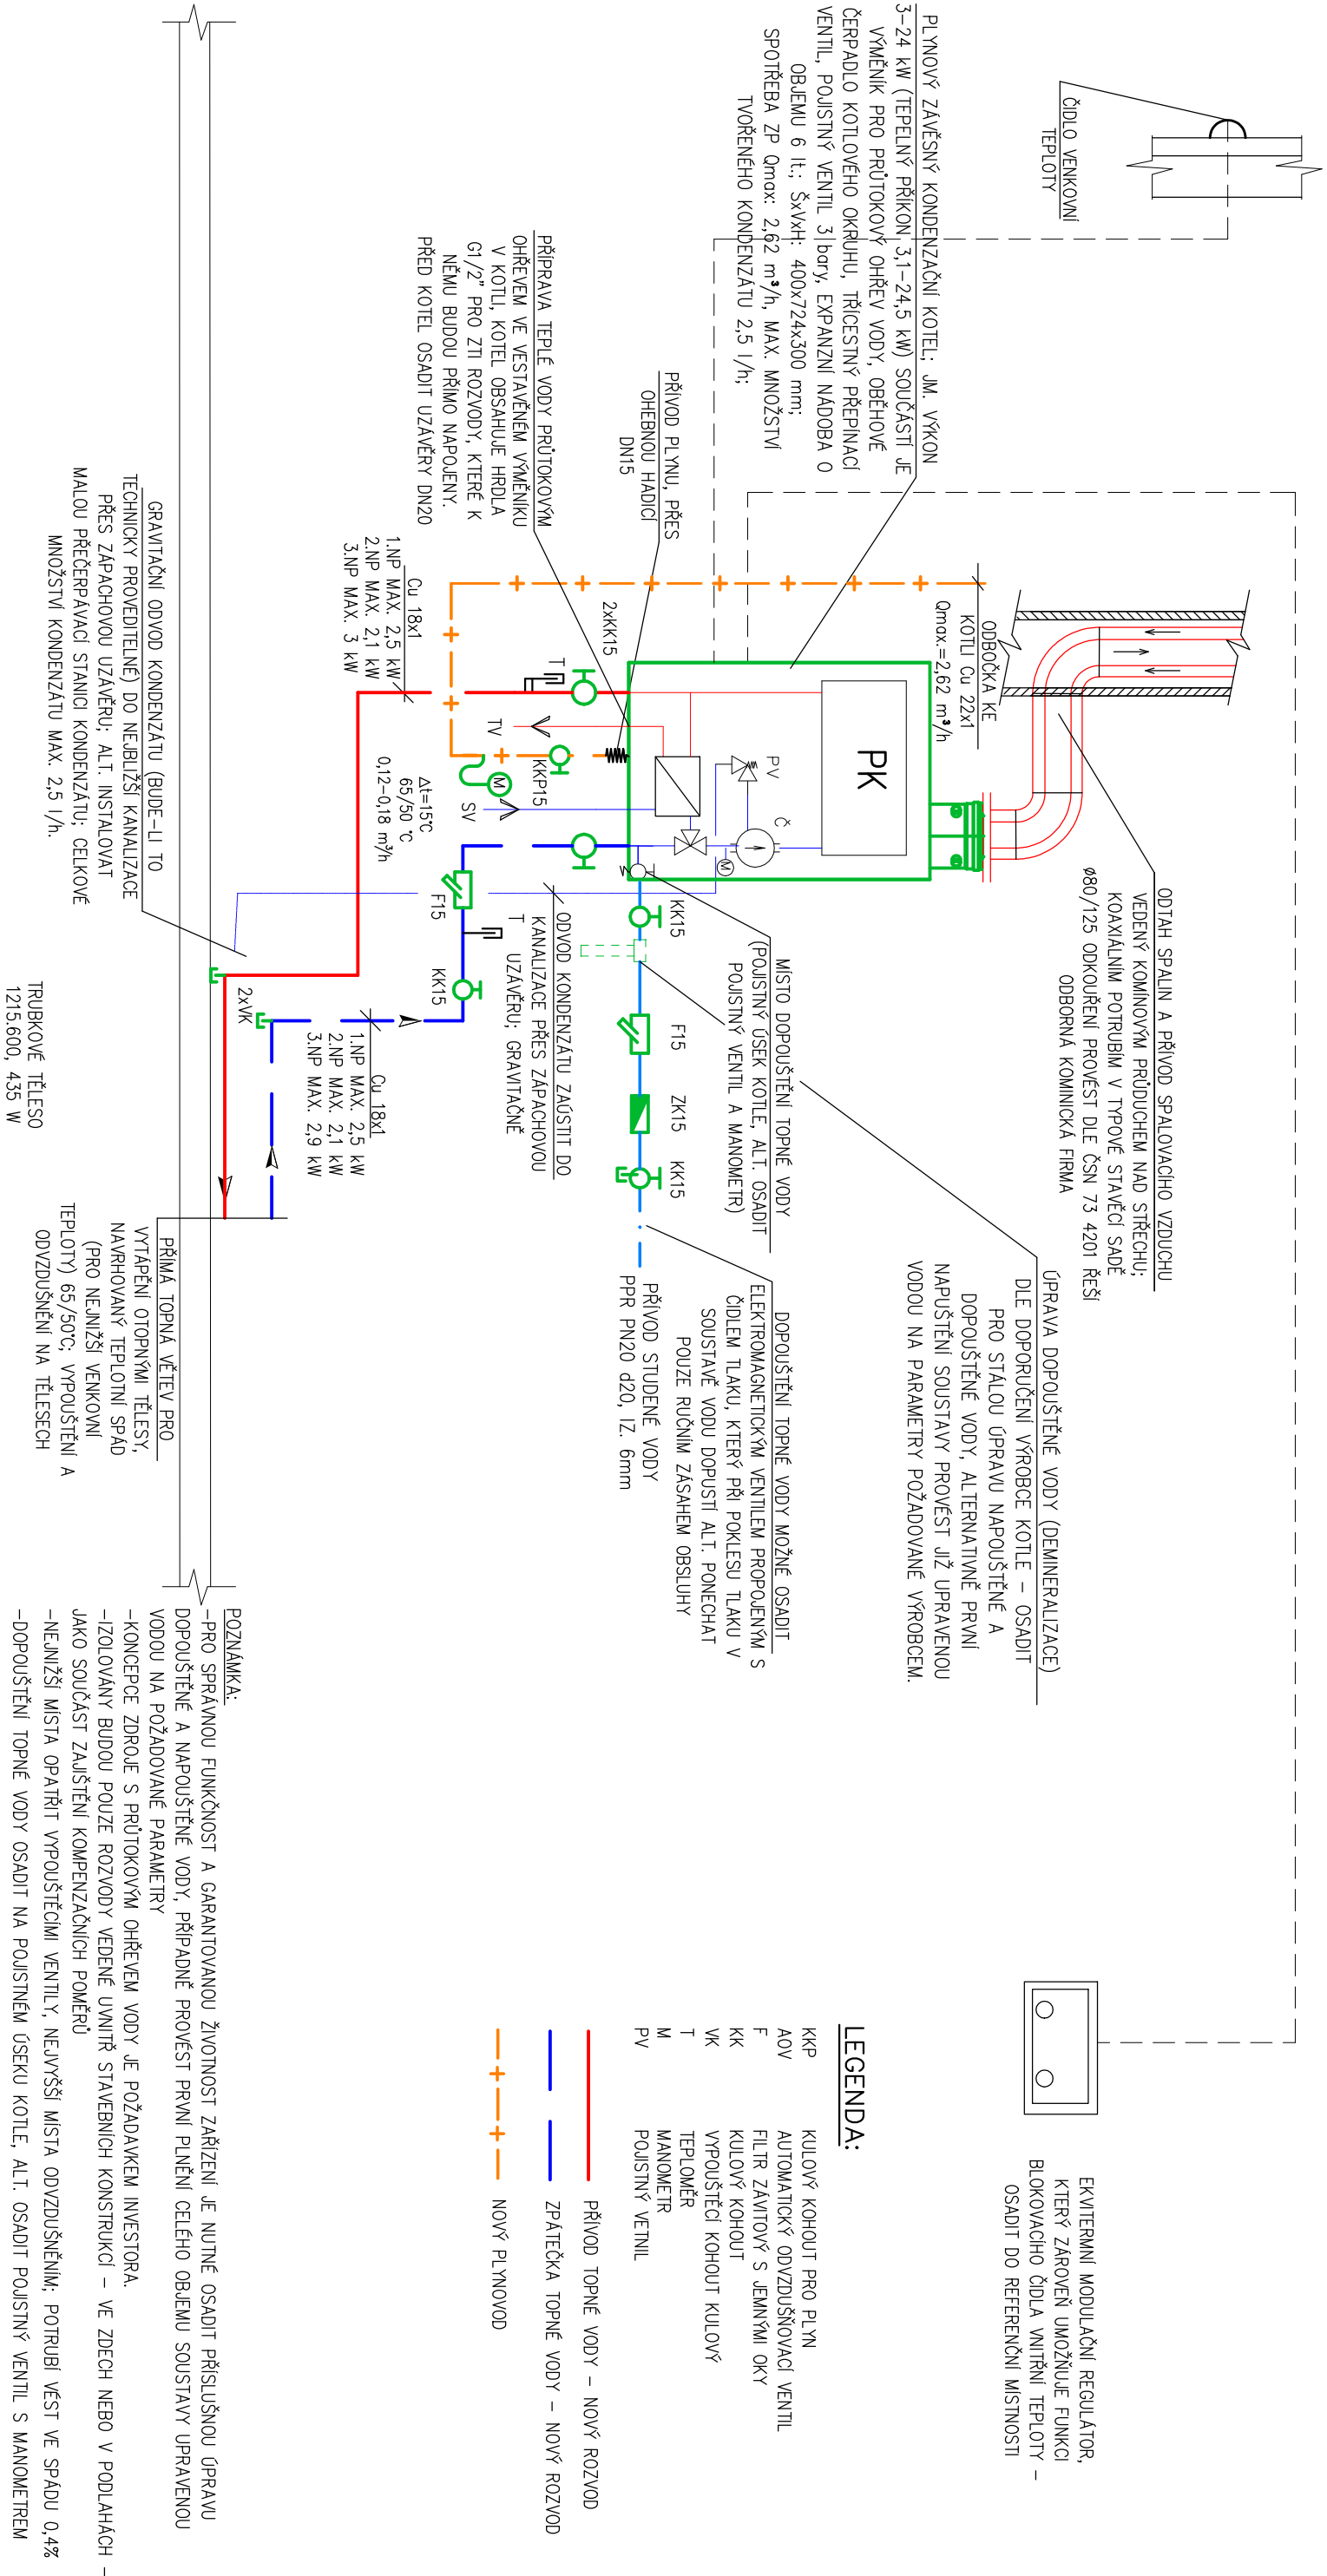 ČIDLO VENKOVNÍ
TEPLOTY
PLYNOVÝ ZÁVĚSNÝ KONDENZAČNÍ KOTEL; JM. VÝKON
3-24 kW (TEPELNÝ PŘÍKON 3,1-24,5 kW) SOUČÁSTÍ JE
VÝMĚNÍK PRO PRŮTOKOVÝ OHŘEV VODY, OBĚHOVÉ
ČERPADLO KOTLOVÉHO OKRUHU, TŘÍCESTNÝ PŘEPÍNACÍ
VENTIL, POJISTNÝ VENTIL 3 bary, EXPANZNÍ NÁDOBA O
OBJEMU 6 lt.; ŠxVxH: 400x724x300 mm;
SPOTŘEBA ZP Qmax: 2,62 m³/h, MAX. MNOŽSTVÍ
TVOŘENÉHO KONDENZÁTU 2,5 l/h;
PŘÍVOD PLYNU, PŘES
OHEBNOU HADICÍ
DN15
PŘÍPRAVA TEPLÉ VODY PRŮTOKOVÝM
OHŘEVEM VE VESTAVĚNÉM VÝMĚNÍKU
V KOTLI, KOTEL OBSAHUJE HRDLA
G1/2" PRO ZTI ROZVODY, KTERÉ K
NĚMU BUDOU PŘÍMO NAPOJENY.
PŘED KOTEL OSADIT UZÁVĚRY DN20
GRAVITAČNÍ ODVOD KONDENZÁTU (BUDE-LI TO
TECHNICKY PROVEDITELNÉ) DO NEJBLIŽŠÍ KANALIZACE
PŘES ZÁPACHOVOU UZÁVĚRU; ALT. INSTALOVAT
MALOU PŘEČERPÁVACÍ STANICI KONDENZÁTU; CELKOVÉ
MNOŽSTVÍ KONDENZÁTU MAX. 2,5 l/h.
ODBOČKA KE
KOTLI Cu 22x1
Qmax.=2,62 m³/h
2xKK15
Cu 18x1
1.NP MAX. 2,5 kW
2.NP MAX. 2,1 kW
3.NP MAX. 3 kW
T
TV
KKP15
M
SV
Δt=15°C
65/50 °C
0,12-0,18 m³/h
PK
PV
Č
M
F15
T
KK15
2xVK
Cu 18x1
1.NP MAX. 2,5 kW
2.NP MAX. 2,1 kW
3.NP MAX. 2,9 kW
TRUBKOVÉ TĚLESO
1215.600, 435 W
ODTAH SPALIN A PŘÍVOD SPALOVACÍHO VZDUCHU
VEDENÝ KOMÍNOVÝM PRŮDUCHEM NAD STŘECHU;
KOAXIÁLNÍM POTRUBÍM V TYPOVÉ STAVĚCÍ SADĚ
ø80/125 ODKOUŘENÍ PROVÉST DLE ČSN 73 4201 ŘEŠÍ
ODBORNÁ KOMINICKÁ FIRMA
MÍSTO DOPOUŠTĚNÍ TOPNÉ VODY
(POJISTNÝ ÚSEK KOTLE, ALT. OSADIT
POJISTNÝ VENTIL A MANOMETR)
KK15
F15
ZK15
KK15
ODVOD KONDENZÁTU ZAÚSTIT DO
KANALIZACE PŘES ZÁPACHOVOU
UZÁVĚRU; GRAVITAČNĚ
ÚPRAVA DOPOUŠTĚNÉ VODY (DEMINERALIZACE)
DLE DOPORUČENÍ VÝROBCE KOTLE - OSADIT
PRO STÁLOU ÚPRAVU NAPOUŠTĚNÉ A
DOPOUŠTĚNÉ VODY, ALTERNATIVNĚ PRVNÍ
NAPUŠTĚNÍ SOUSTAVY PROVÉST JIŽ UPRAVENOU
VODOU NA PARAMETRY POŽADOVANÉ VÝROBCEM.
DOPOUŠTĚNÍ TOPNÉ VODY MOŽNÉ OSADIT
ELEKTROMAGNETICKÝM VENTILEM PROPOJENÝM S
ČIDLEM TLAKU, KTERÝ PŘI POKLESU TLAKU V
SOUSTAVĚ VODU DOPUSTÍ ALT. PONECHAT
POUZE RUČNÍM ZÁSAHEM OBSLUHY
PŘÍVOD STUDENÉ VODY
PPR PN20 d20, IZ. 6mm
PŘÍMÁ TOPNÁ VĚTEV PRO
VYTÁPĚNÍ OTOPNÝMI TĚLESY,
NAVRHOVANÝ TEPLOTNÍ SPÁD
(PRO NEJNIŽŠÍ VENKOVNÍ
TEPLOTY) 65/50°C; VYPOUŠTĚNÍ A
ODVZDUŠNĚNÍ NA TĚLESECH
EKVITERMNÍ MODULAČNÍ REGULÁTOR,
KTERÝ ZÁROVEŇ UMOŽŇUJE FUNKCI
BLOKOVACÍHO ČIDLA VNITŘNÍ TEPLOTY -
OSADIT DO REFERENČNÍ MÍSTNOSTI
LEGENDA:
KKP KULOVÝ KOHOUT PRO PLYN
AOV AUTOMATICKÝ ODVZDUŠŇOVACÍ VENTIL
F FILTR ZÁVITOVÝ S JEMNÝMI OKY
KK KULOVÝ KOHOUT
VK VYPOUŠTĚCÍ KOHOUT KULOVÝ
T TEPLOMĚR
M MANOMETR
PV POJISTNÝ VETNIL
PŘÍVOD TOPNÉ VODY - NOVÝ ROZVOD
ZPÁTEČKA TOPNÉ VODY - NOVÝ ROZVOD
NOVÝ PLYNOVOD
POZNÁMKA:
-PRO SPRÁVNOU FUNKČNOST A GARANTOVANOU ŽIVOTNOST ZAŘÍZENÍ JE NUTNÉ OSADIT PŘÍSLUŠNOU ÚPRAVU
DOPOUŠTĚNÉ A NAPOUŠTĚNÉ VODY, PŘÍPADNĚ PROVÉST PRVNÍ PLNĚNÍ CELÉHO OBJEMU SOUSTAVY UPRAVENOU
VODOU NA POŽADOVANÉ PARAMETRY
-KONCEPCE ZDROJE S PRŮTOKOVÝM OHŘEVEM VODY JE POŽADAVKEM INVESTORA.
-IZOLOVÁNY BUDOU POUZE ROZVODY VEDENÉ UVNITŘ STAVEBNÍCH KONSTRUKCÍ - VE ZDECH NEBO V PODLAHÁCH -
JAKO SOUČÁST ZAJIŠTĚNÍ KOMPENZAČNÍCH POMĚRŮ
-NEJNIŽŠÍ MÍSTA OPATŘIT VYPOUŠTĚCÍMI VENTILY, NEJVYŠŠÍ MÍSTA ODVZDUŠNĚNÍM; POTRUBÍ VÉST VE SPÁDU 0,4%
-DOPOUŠTĚNÍ TOPNÉ VODY OSADIT NA POJISTNÉM ÚSEKU KOTLE, ALT. OSADIT POJISTNÝ VENTIL S MANOMETREM